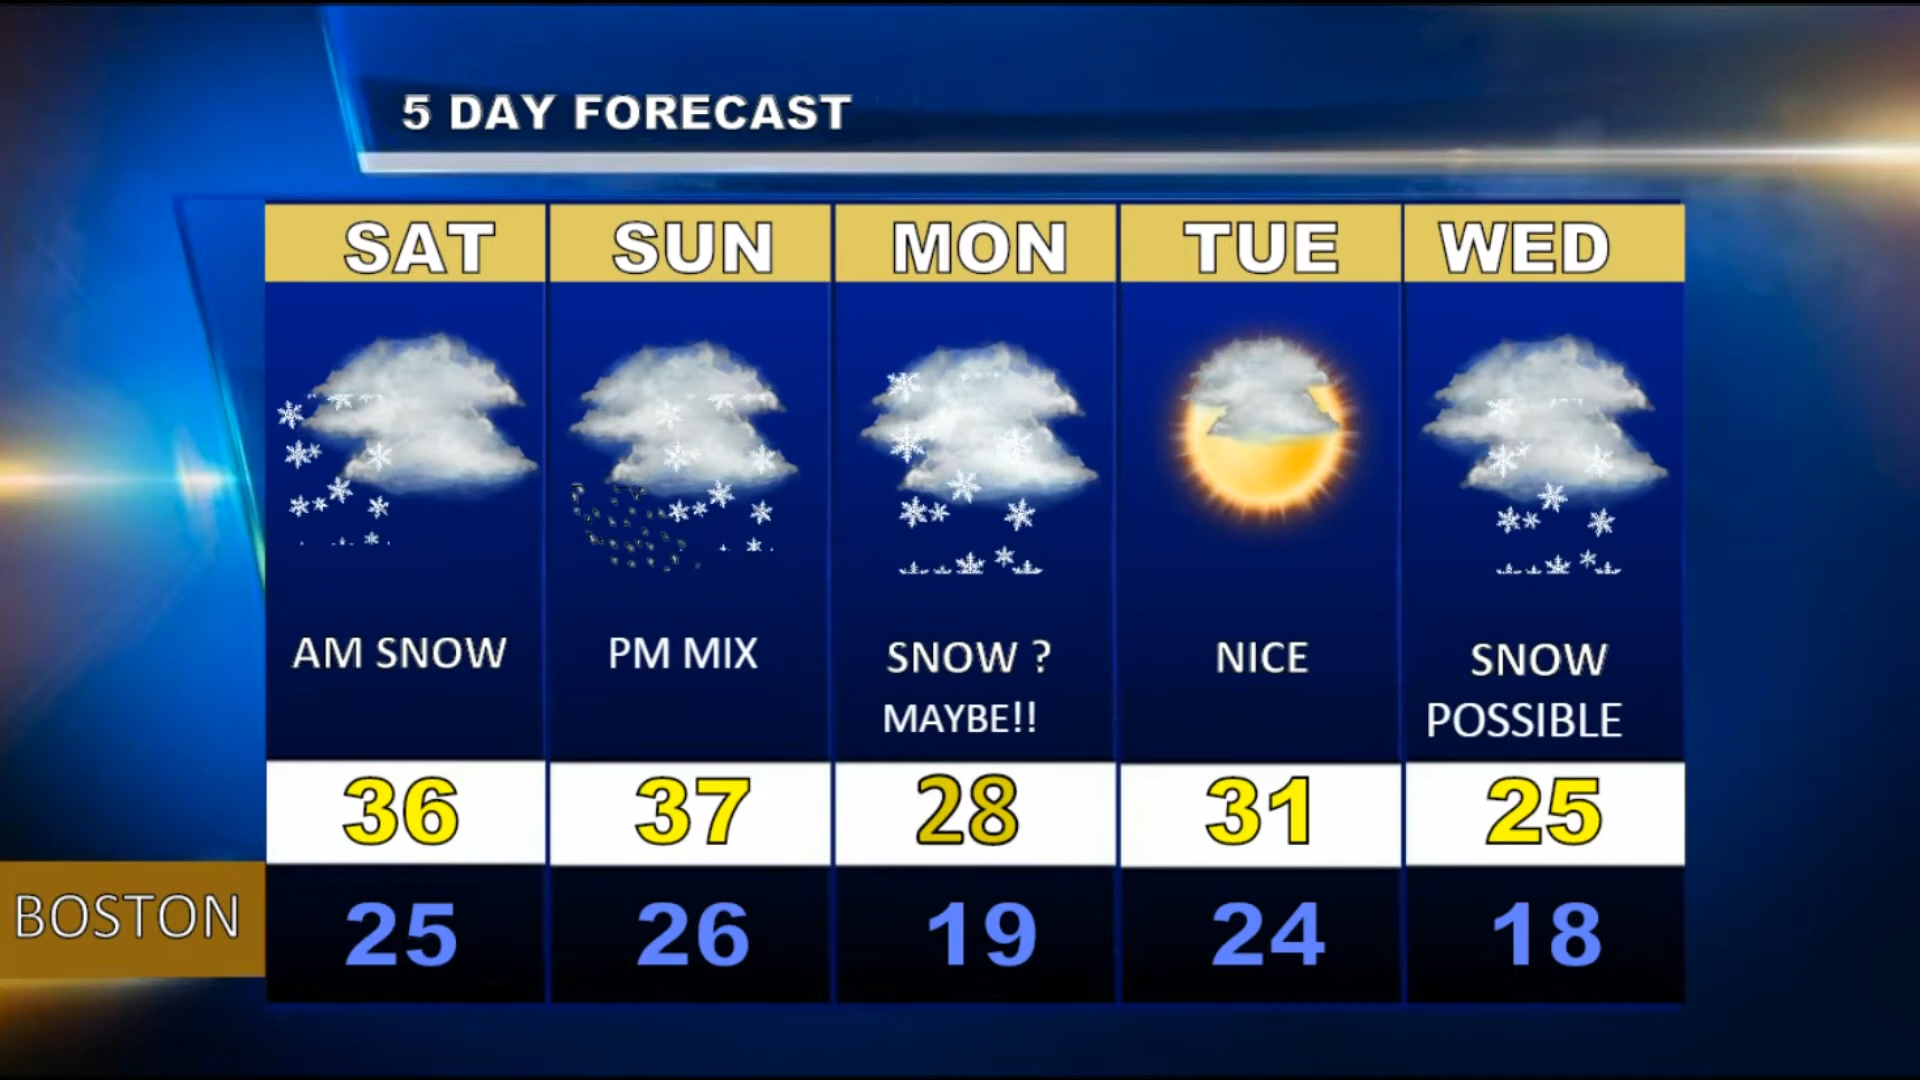 5 DAY FORECAST
SAT SUN MON TUE WED
AM SNOW PM MIX SNOW ? NICE SNOW
MAYBE!! POSSIBLE
36 37 28 31 25
BOSTON 25 26 19 24 18